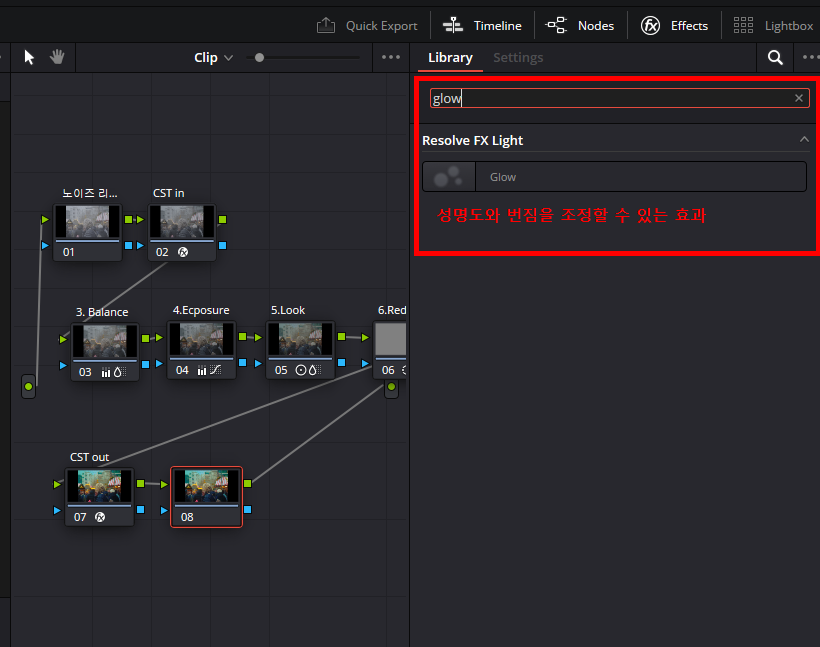 Quick Export
Timeline
Nodes
Effects
Lightbox
Clip
Library
Settings
glow
Resolve FX Light
Glow
성명도와 번짐을 조정할 수 있는 효과
노이즈 리...
CST in
01
02
3. Balance
4.Ecposure
5.Look
6.Red
03
04
05
06
CST out
07
08